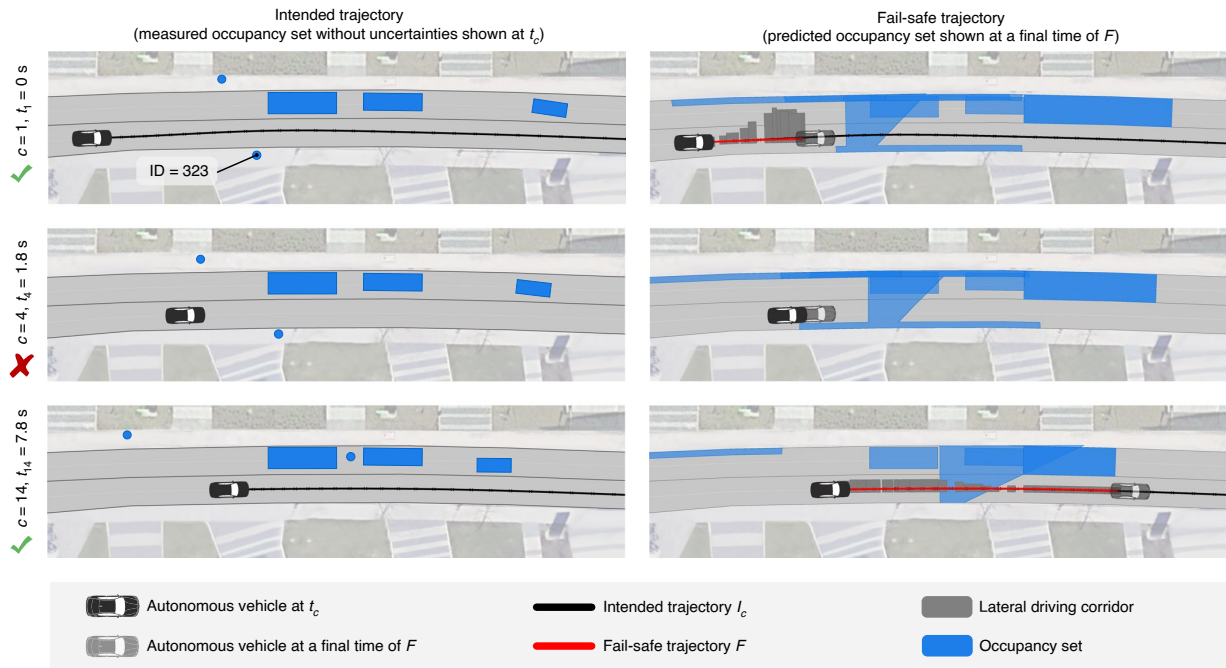 Intended trajectory
(measured occupancy set without uncertainties shown at t_c)
Fail-safe trajectory
(predicted occupancy set shown at a final time of F)
c = 1, t_1 = 0 s
ID = 323
c = 4, t_4 = 1.8 s
c = 14, t_14 = 7.8 s
Autonomous vehicle at t_c
Intended trajectory I_c
Lateral driving corridor
Autonomous vehicle at a final time of F
Fail-safe trajectory F
Occupancy set